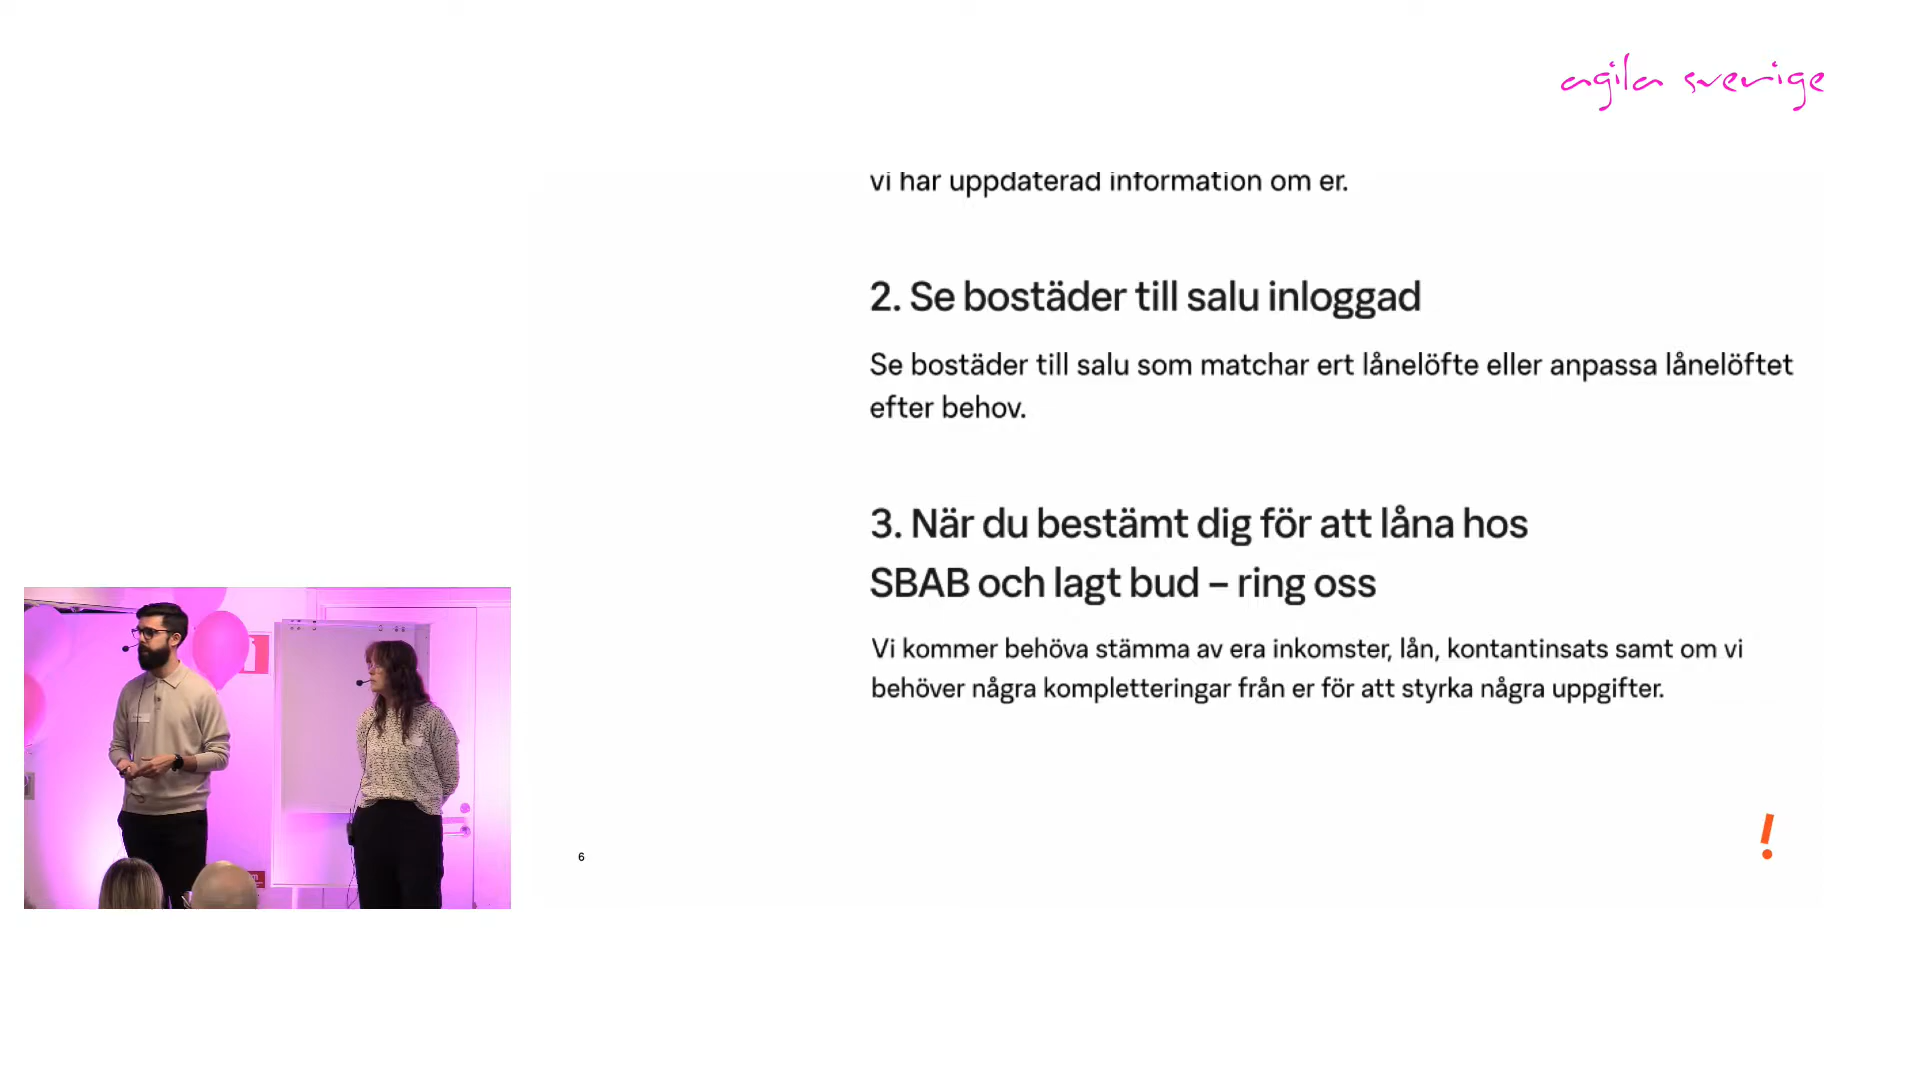 agila sverige
vi har uppdaterad information om er.
2. Se bostäder till salu inloggad
Se bostäder till salu som matchar ert lånelöfte eller anpassa lånelöftet
efter behov.
3. När du bestämt dig för att låna hos
SBAB och lagt bud – ring oss
Vi kommer behöva stämma av era inkomster, lån, kontantinsats samt om vi
behöver några kompletteringar från er för att styrka några uppgifter.
6
!